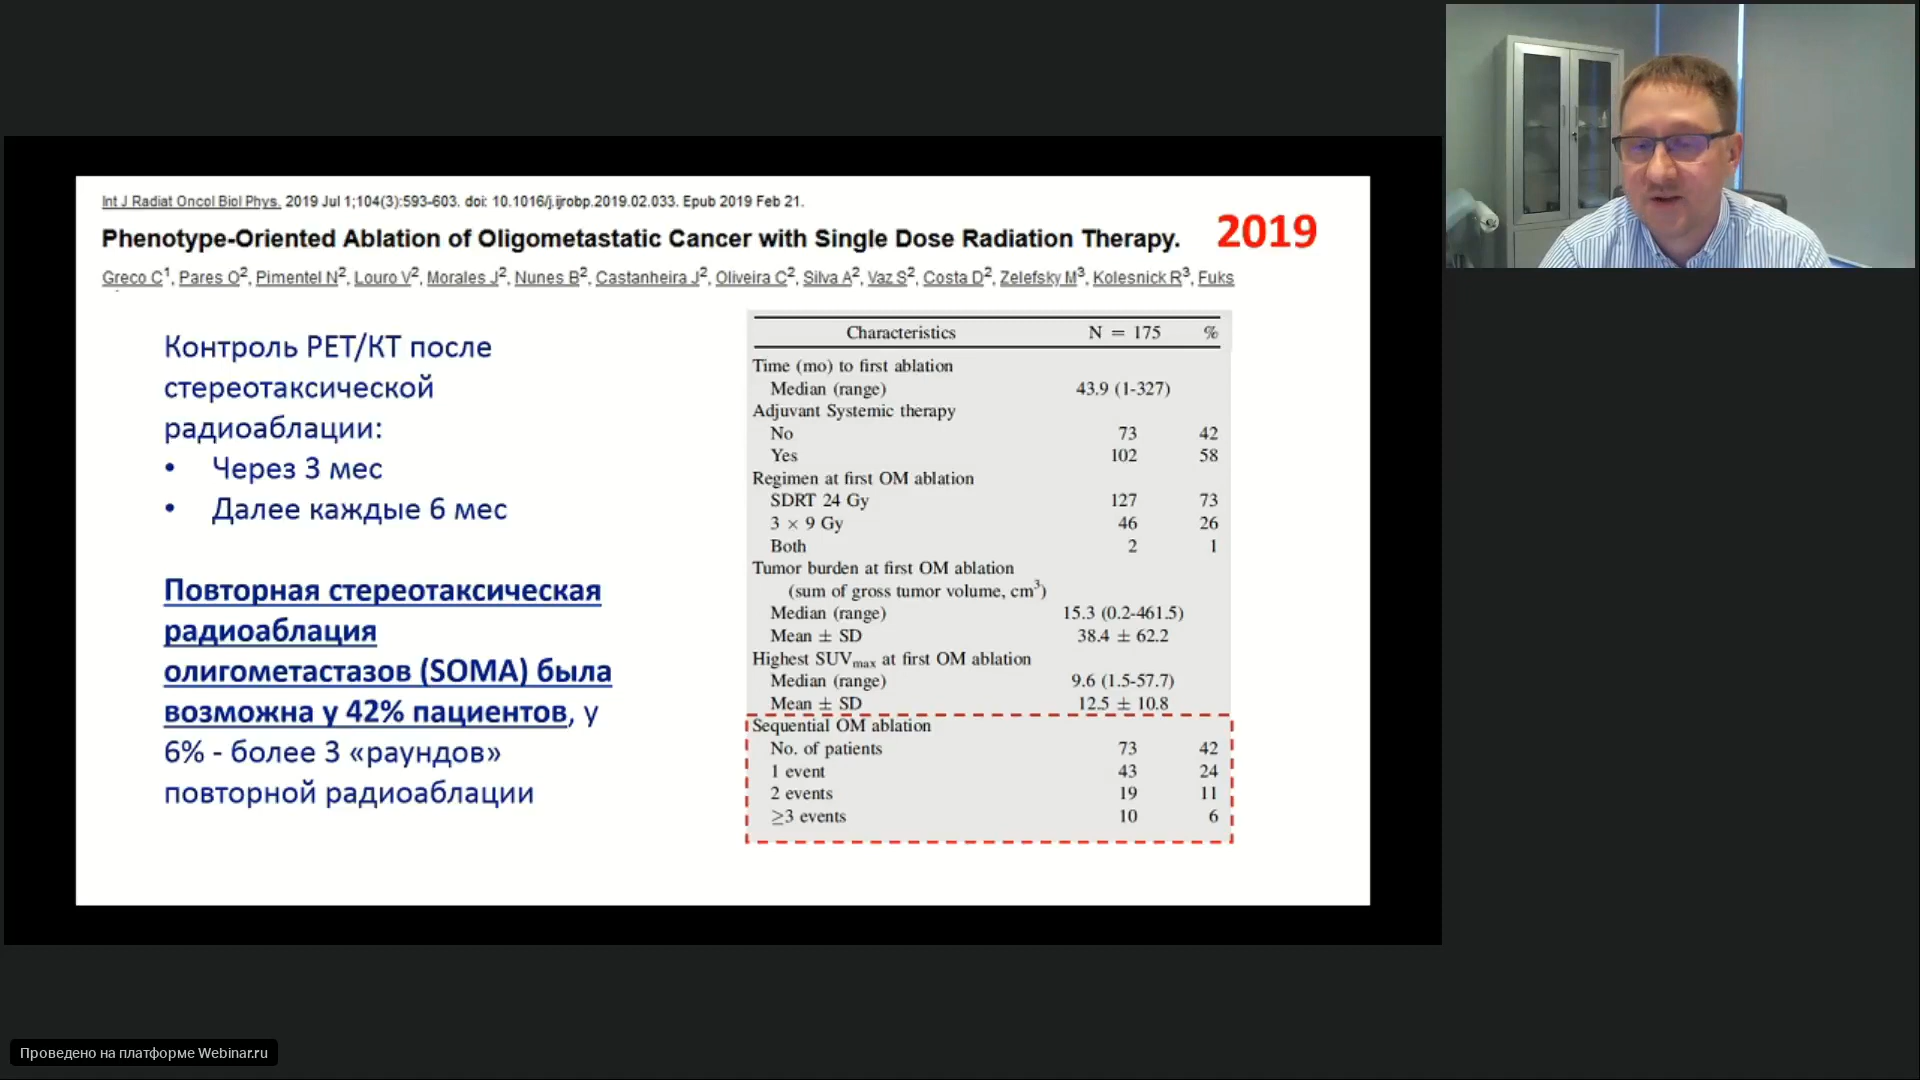 Int J Radiat Oncol Biol Phys. 2019 Jul 1;104(3):593-603. doi: 10.1016/j.ijrobp.2019.02.033. Epub 2019 Feb 21.
Phenotype-Oriented Ablation of Oligometastatic Cancer with Single Dose Radiation Therapy.
2019
Greco C1, Pares O2, Pimentel N2, Louro V2, Morales J2, Nunes B2, Castanheira J2, Oliveira C2, Silva A2, Vaz S2, Costa D2, Zelefsky M3, Kolesnick R3, Fuks
Контроль РЕТ/КТ после
стереотаксической
радиоаблации:
• Через 3 мес
• Далее каждые 6 мес
Повторная стереотаксическая
радиоаблация
олигометастазов (SOMA) была
возможна у 42% пациентов, у
6% - более 3 «раундов»
повторной радиоаблации
Characteristics N = 175 %
Time (mo) to first ablation
Median (range) 43.9 (1-327)
Adjuvant Systemic therapy
No 73 42
Yes 102 58
Regimen at first OM ablation
SDRT 24 Gy 127 73
3 × 9 Gy 46 26
Both 2 1
Tumor burden at first OM ablation
(sum of gross tumor volume, cm3)
Median (range) 15.3 (0.2-461.5)
Mean ± SD 38.4 ± 62.2
Highest SUVmax at first OM ablation
Median (range) 9.6 (1.5-57.7)
Mean ± SD 12.5 ± 10.8
Sequential OM ablation
No. of patients 73 42
1 event 43 24
2 events 19 11
≥3 events 10 6
Проведено на платформе Webinar.ru